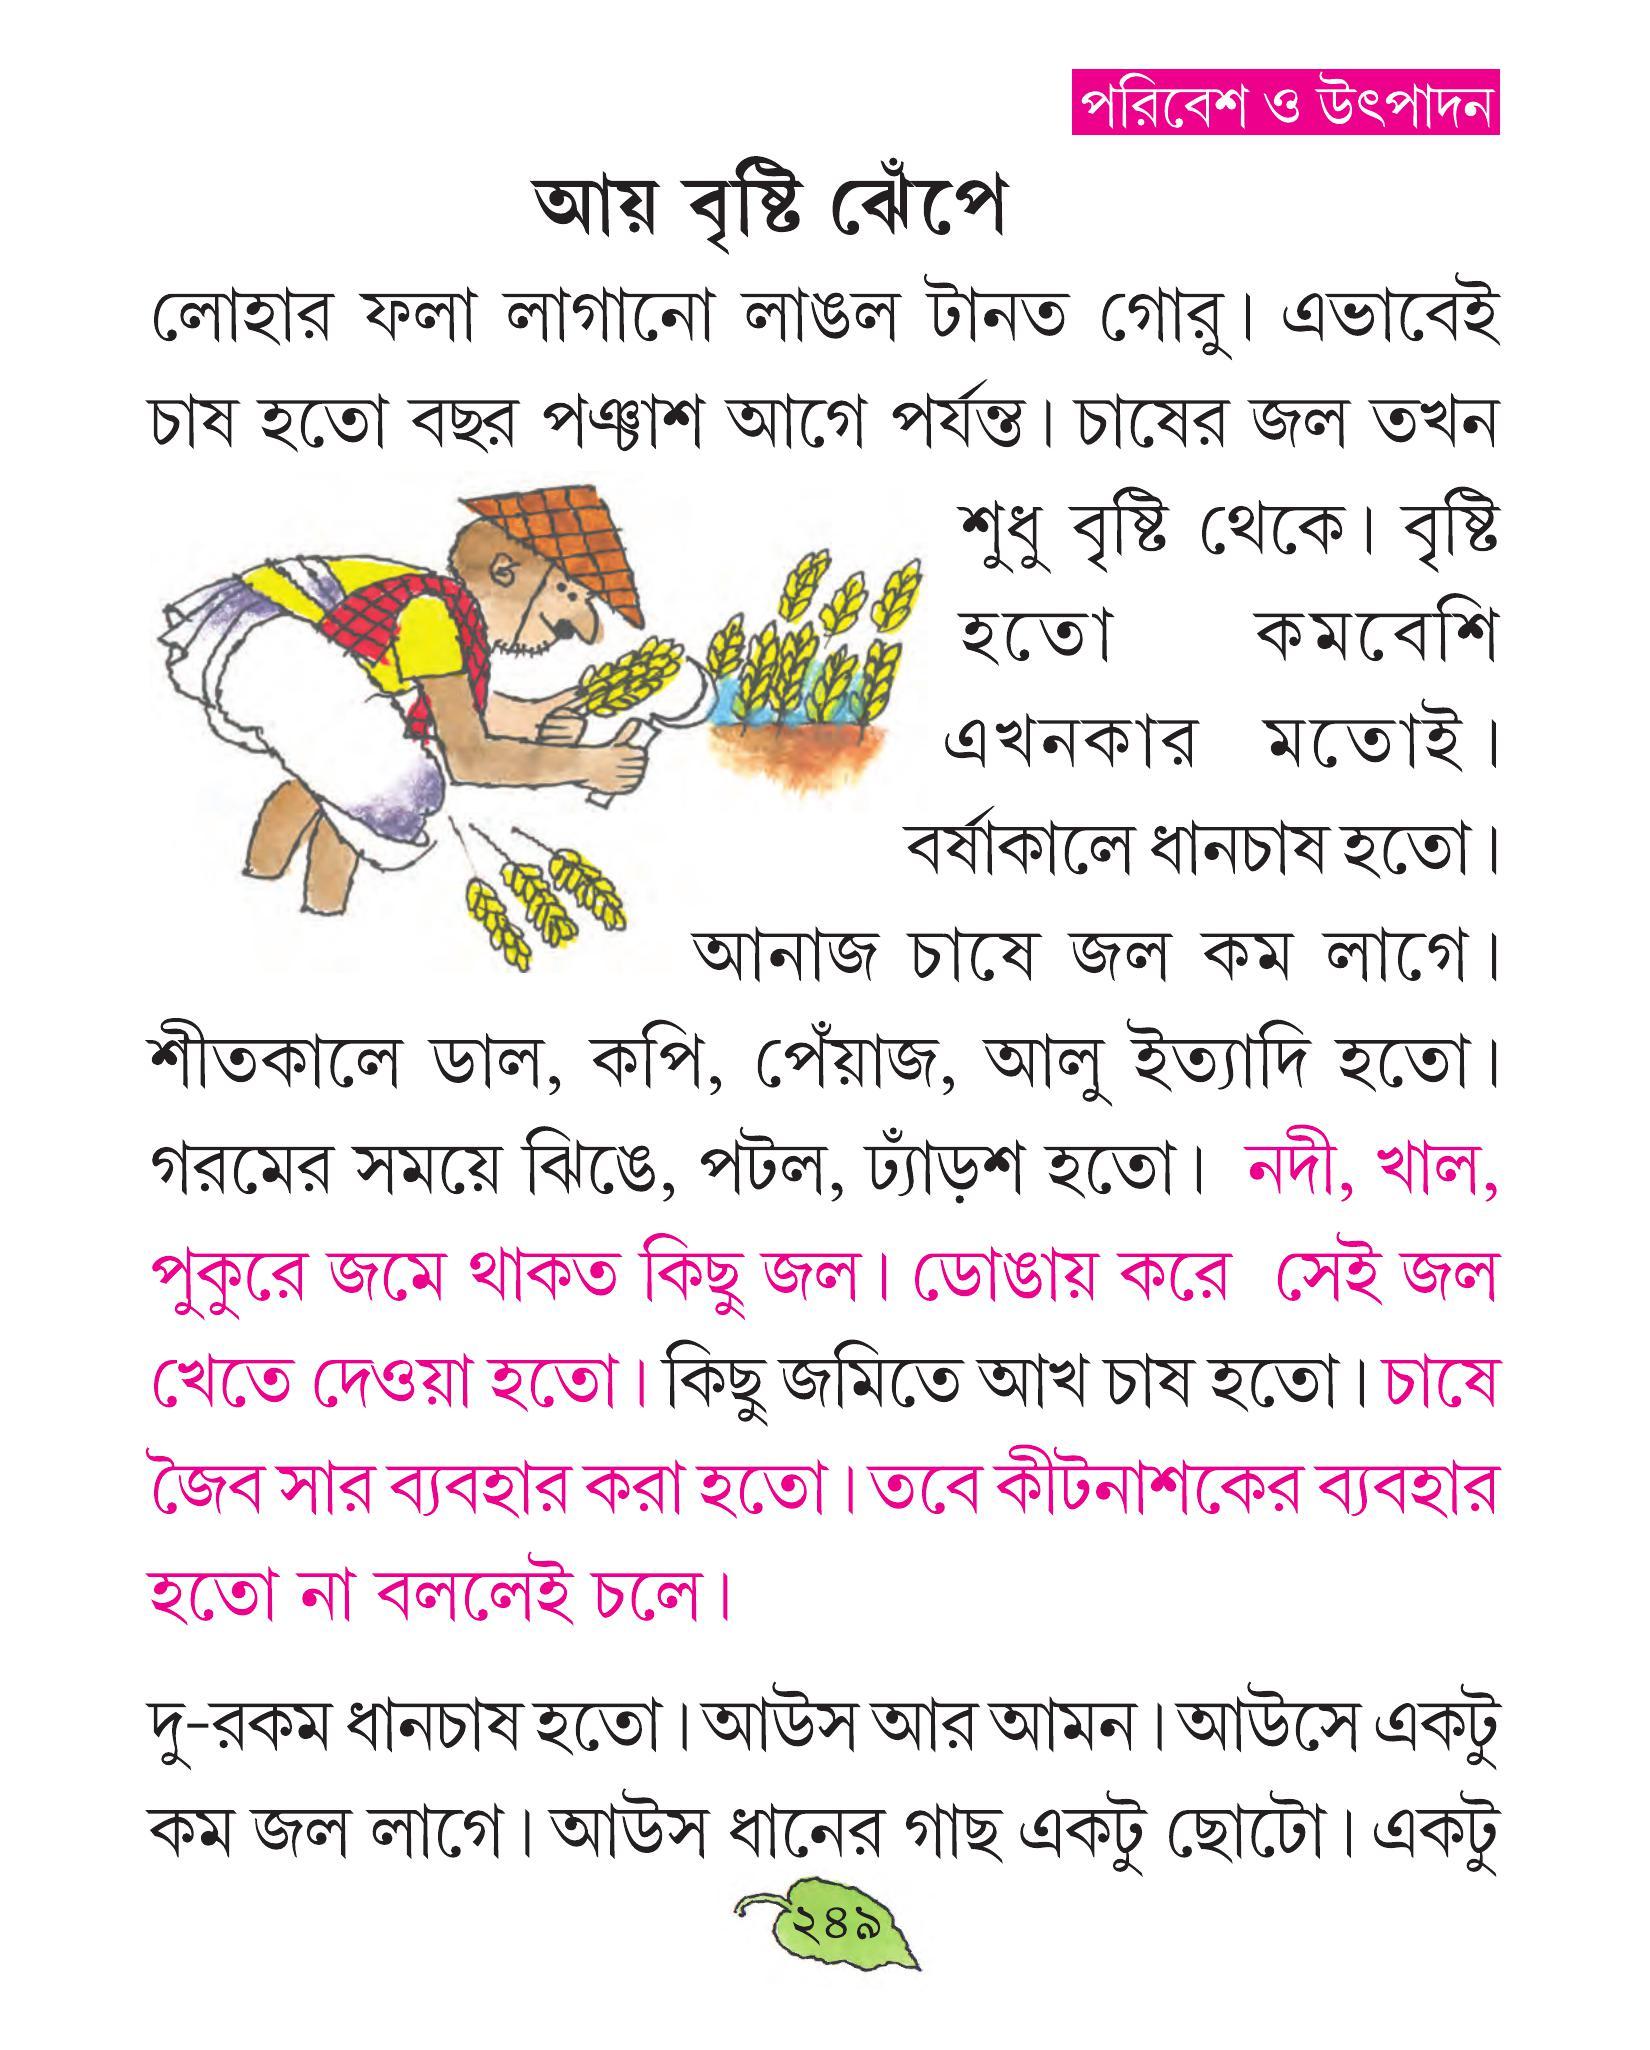 পরিবেশ ও উৎপাদন
আয় বৃষ্টি ঝেঁপে
লোহার ফলা লাগানো লাঙল টানত গোরু। এভাবেই
চাষ হতো বছর পঞ্চাশ আগে পর্যন্ত। চাষের জল তখন
শুধু বৃষ্টি থেকে। বৃষ্টি
হতো কমবেশি
এখনকার মতোই।
বর্ষাকালে ধানচাষ হতো।
আনাজ চাষে জল কম লাগে।
শীতকালে ডাল, কপি, পেঁয়াজ, আলু ইত্যাদি হতো।
গরমের সময়ে ঝিঙে, পটল, ঢ্যাঁড়শ হতো। নদী, খাল,
পুকুরে জমে থাকত কিছু জল। ডোঙায় করে সেই জল
খেতে দেওয়া হতো। কিছু জমিতে আখ চাষ হতো। চাষে
জৈব সার ব্যবহার করা হতো। তবে কীটনাশকের ব্যবহার
হতো না বললেই চলে।
দু-রকম ধানচাষ হতো। আউস আর আমন। আউসে একটু
কম জল লাগে। আউস ধানের গাছ একটু ছোটো। একটু
২৪৯